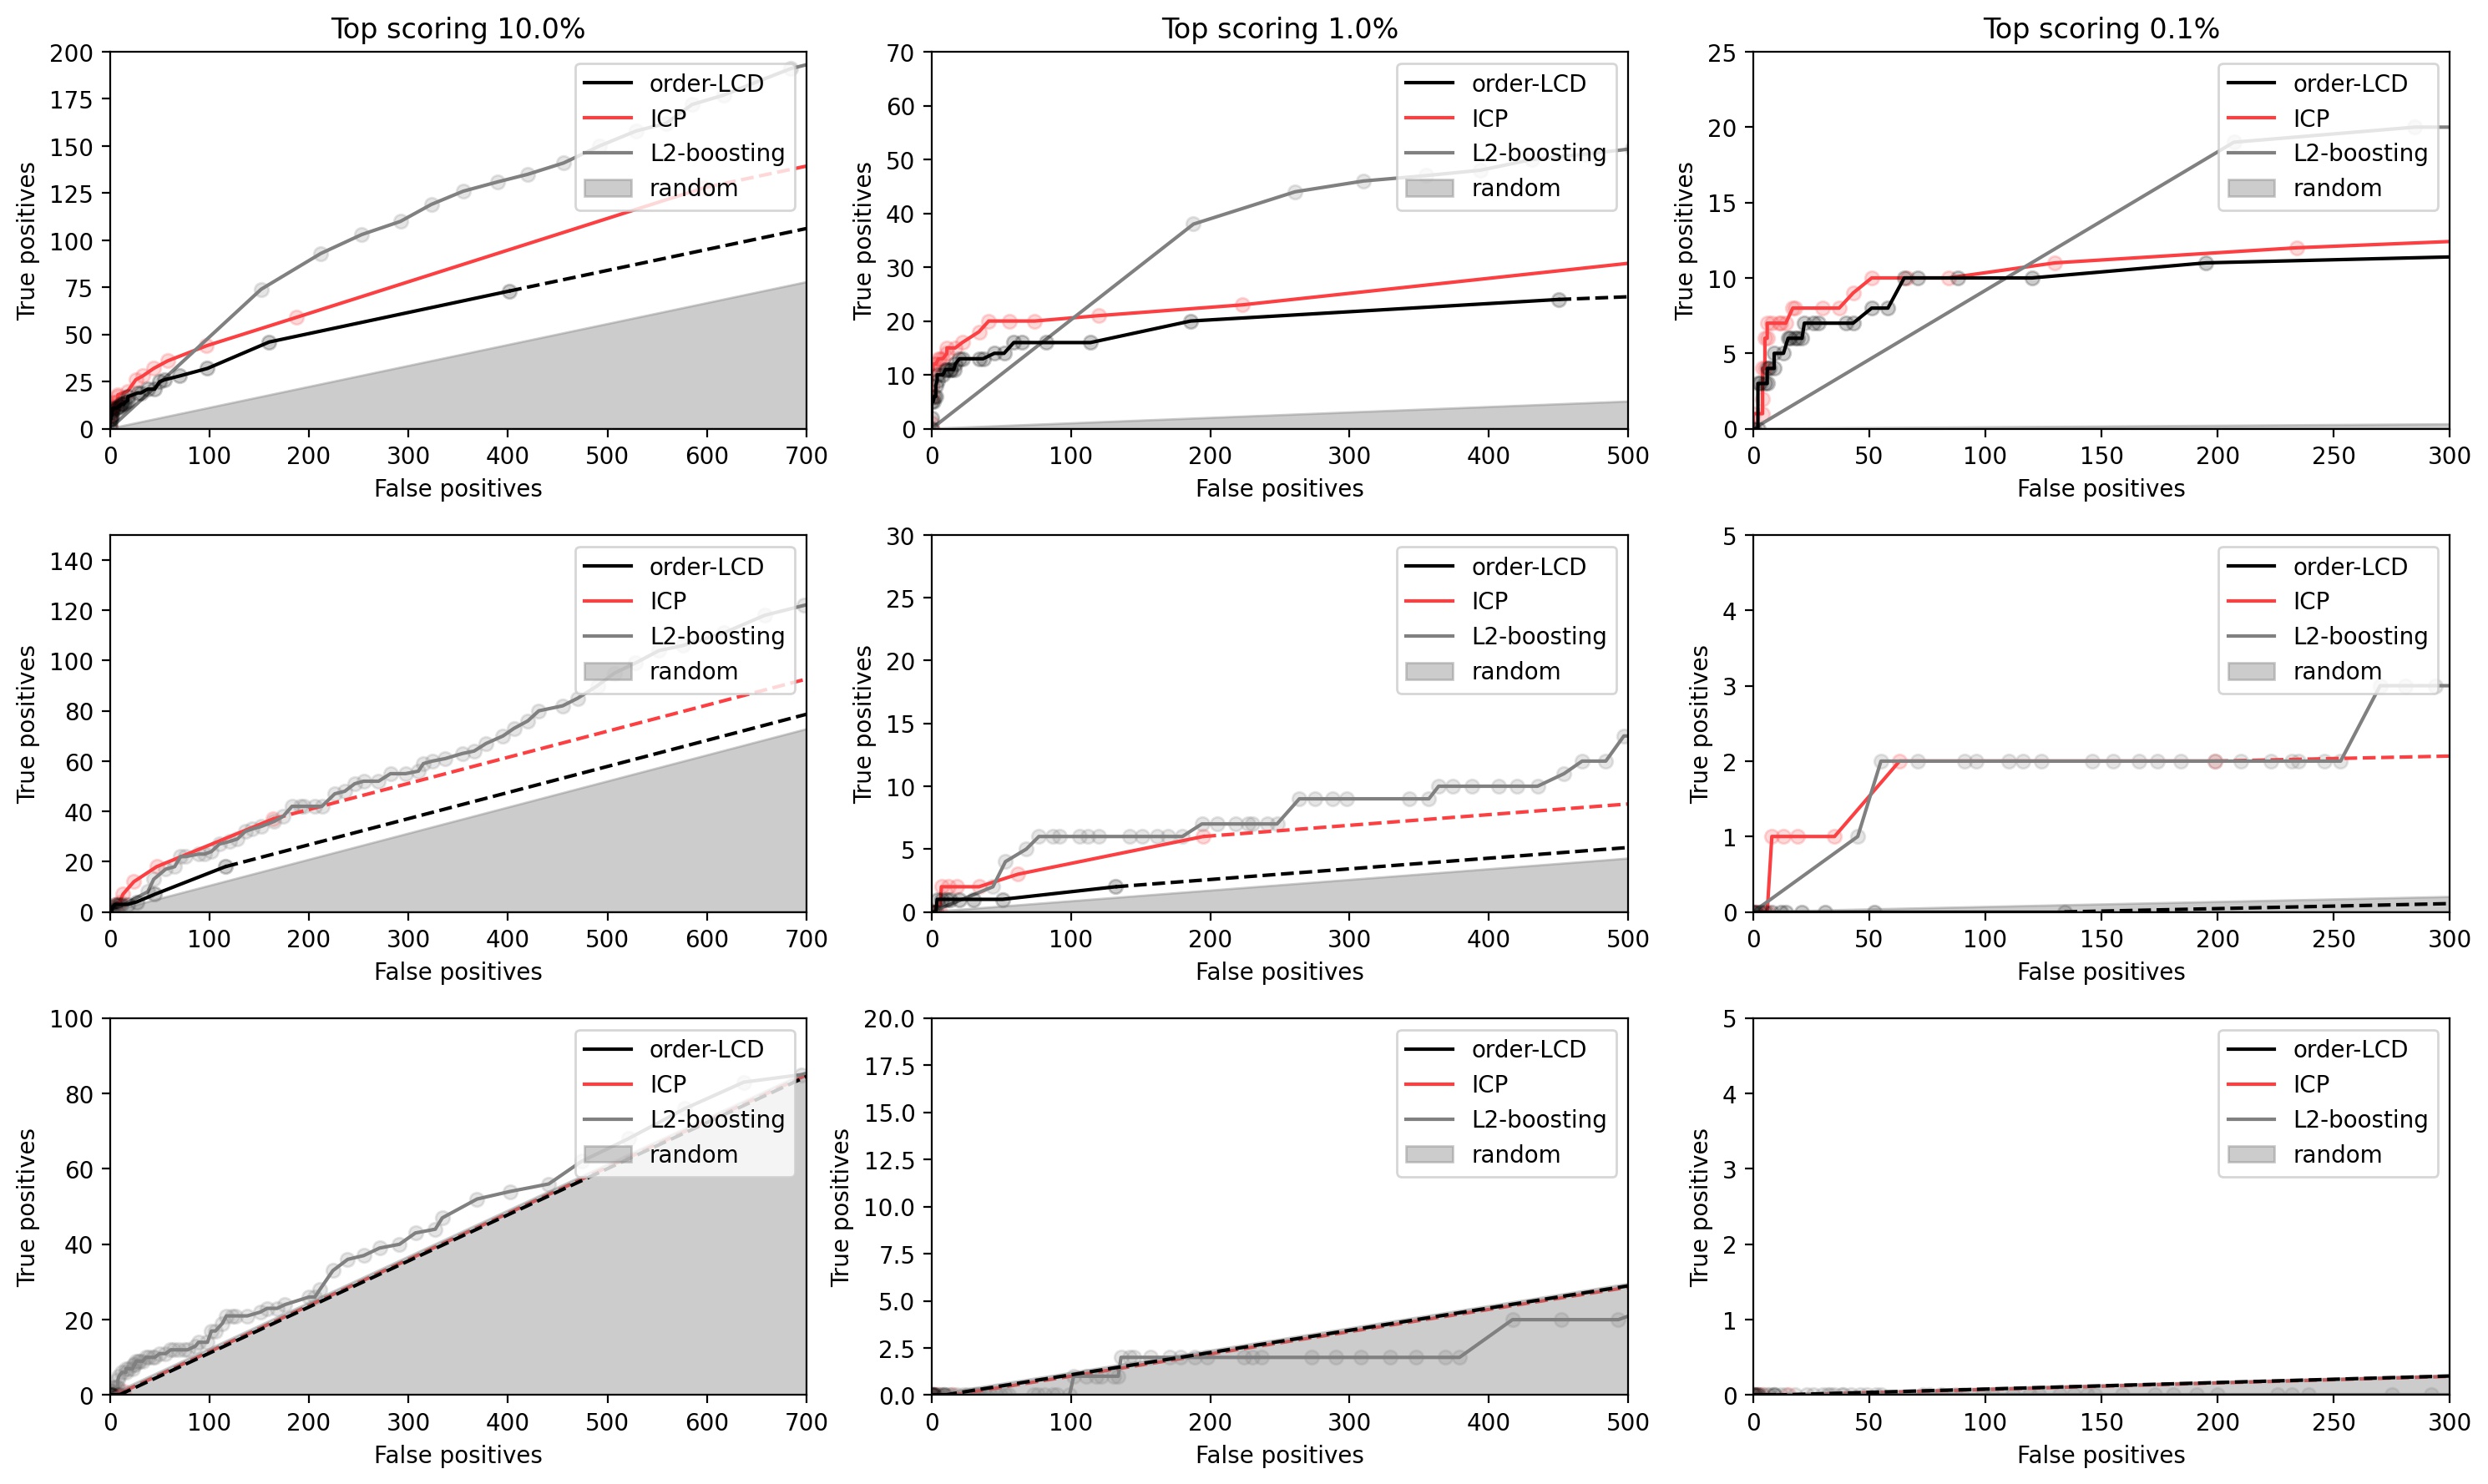 Top scoring 10.0%
200
175
150
125
100
75
50
25
0
True positives
0 100 200 300 400 500 600 700
False positives
order-LCD
ICP
L2-boosting
random
Top scoring 1.0%
70
60
50
40
30
20
10
0
True positives
0 100 200 300 400 500
False positives
order-LCD
ICP
L2-boosting
random
Top scoring 0.1%
25
20
15
10
5
0
True positives
0 50 100 150 200 250 300
False positives
order-LCD
ICP
L2-boosting
random
140
120
100
80
60
40
20
0
True positives
0 100 200 300 400 500 600 700
False positives
order-LCD
ICP
L2-boosting
random
30
25
20
15
10
5
0
True positives
0 100 200 300 400 500
False positives
order-LCD
ICP
L2-boosting
random
5
4
3
2
1
0
True positives
0 50 100 150 200 250 300
False positives
order-LCD
ICP
L2-boosting
random
100
80
60
40
20
0
True positives
0 100 200 300 400 500 600 700
False positives
order-LCD
ICP
L2-boosting
random
20.0
17.5
15.0
12.5
10.0
7.5
5.0
2.5
0.0
True positives
0 100 200 300 400 500
False positives
order-LCD
ICP
L2-boosting
random
5
4
3
2
1
0
True positives
0 50 100 150 200 250 300
False positives
order-LCD
ICP
L2-boosting
random